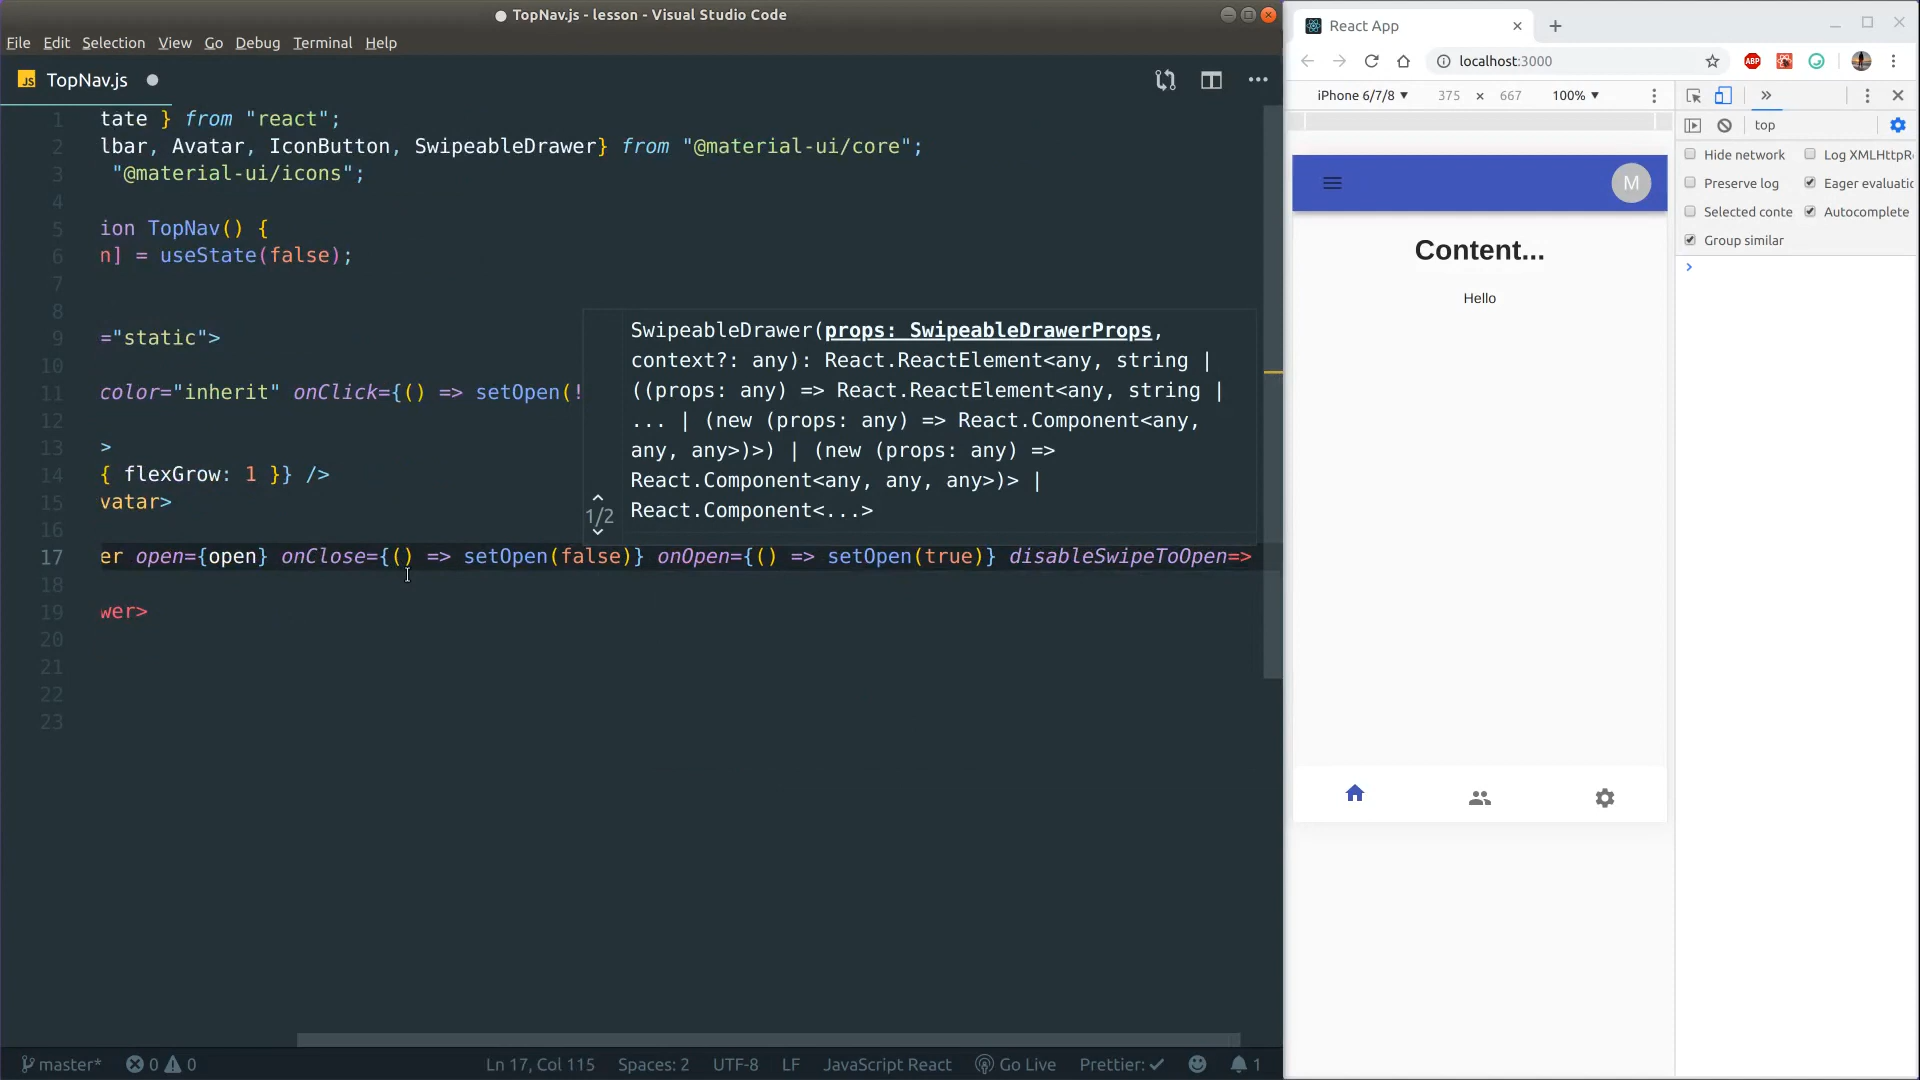 TopNav.js - lesson - Visual Studio Code
File Edit Selection View Go Debug Terminal Help
JS TopNav.js
1 tate } from "react";
2 lbar, Avatar, IconButton, SwipeableDrawer} from "@material-ui/core";
3 "@material-ui/icons";
4
5 ion TopNav() {
6 n] = useState(false);
7
8
9 ="static">
10
11 color="inherit" onClick={() => setOpen(!
12
13 >
14 { flexGrow: 1 }} />
15 vatar>
16
17 er open={open} onClose={() => setOpen(false)} onOpen={() => setOpen(true)} disableSwipeToOpen=>
18
19 wer>
20
21
22
23
SwipeableDrawer(props: SwipeableDrawerProps,
context?: any): React.ReactElement<any, string |
((props: any) => React.ReactElement<any, string |
... | (new (props: any) => React.Component<any,
any, any>)>) | (new (props: any) =>
React.Component<any, any, any>)> |
1/2
React.Component<...>
master* 0 0 Ln 17, Col 115 Spaces: 2 UTF-8 LF JavaScript React Go Live Prettier: 1
React App
localhost:3000
ABP
iPhone 6/7/8 375 × 667 100%
M
Content...
Hello
top
Hide network Log XMLHttpR
Preserve log Eager evaluati
Selected conte Autocomplete
Group similar